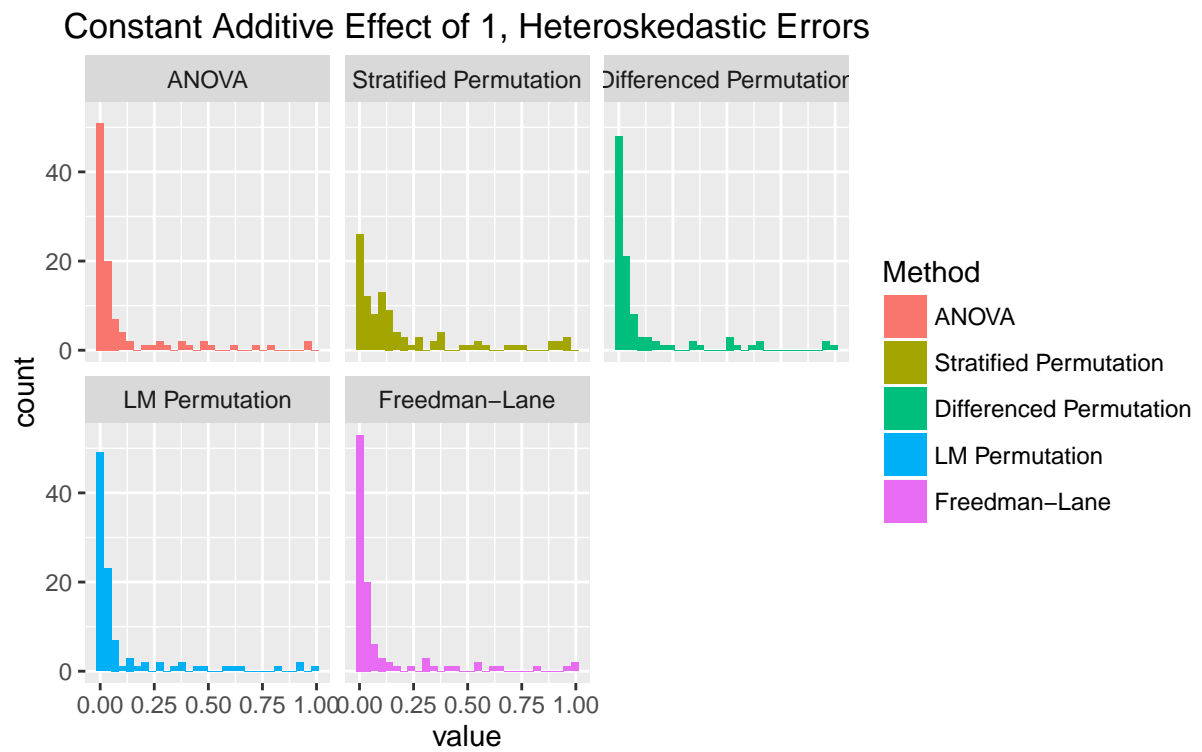 Constant Additive Effect of 1, Heteroskedastic Errors
ANOVA Stratified Permutation Differenced Permutation
40
20
0
LM Permutation Freedman−Lane
40
20
0
0.00 0.25 0.50 0.75 1.00 0.00 0.25 0.50 0.75 1.00
value
count
Method
ANOVA
Stratified Permutation
Differenced Permutation
LM Permutation
Freedman−Lane